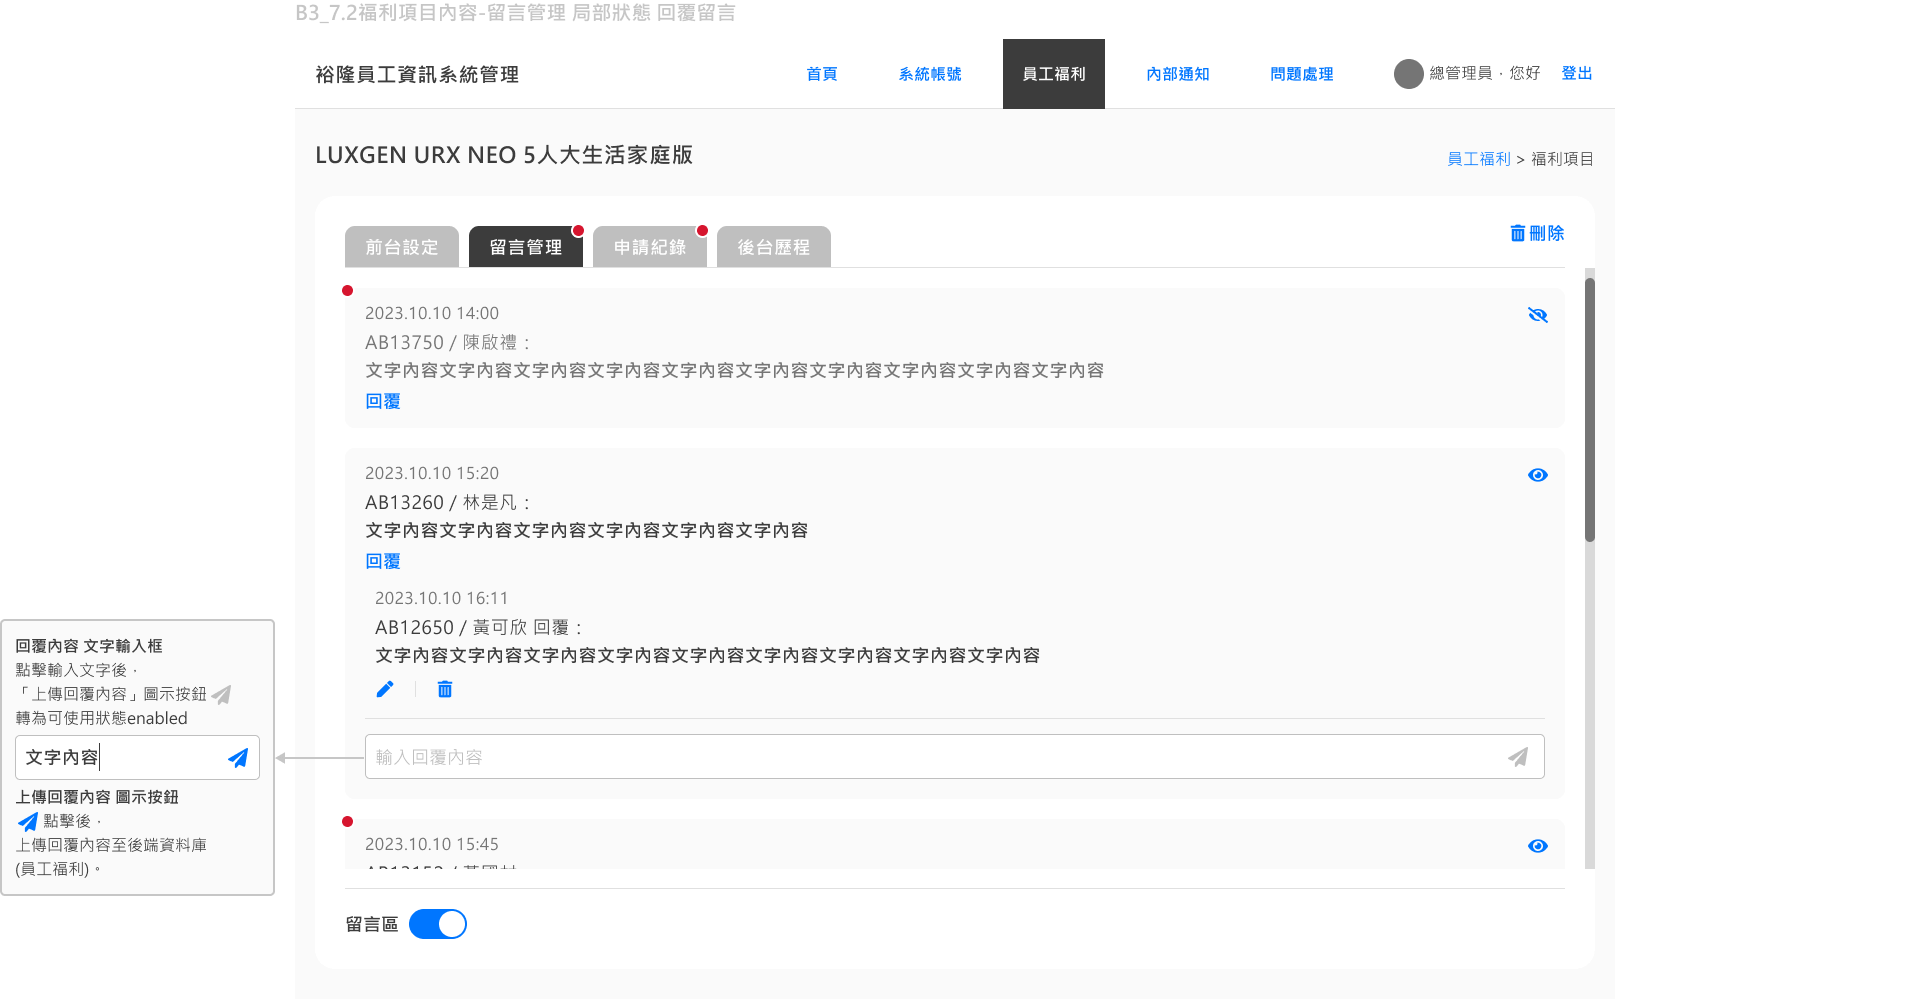 B3_7.2福利項目內容-留言管理 局部狀態 回覆留言
裕隆員工資訊系統管理
首頁
系統帳號
員工福利
內部通知
問題處理
總管理員，您好
登出
LUXGEN URX NEO 5人大生活家庭版
員工福利 > 福利項目
前台設定
留言管理
申請紀錄
後台歷程
刪除
2023.10.10 14:00
AB13750 / 陳啟禮：
文字內容文字內容文字內容文字內容文字內容文字內容文字內容文字內容文字內容文字內容
回覆
2023.10.10 15:20
AB13260 / 林是凡：
文字內容文字內容文字內容文字內容文字內容文字內容
回覆
2023.10.10 16:11
AB12650 / 黃可欣 回覆：
文字內容文字內容文字內容文字內容文字內容文字內容文字內容文字內容文字內容
輸入回覆內容
2023.10.10 15:45
留言區
回覆內容 文字輸入框
點擊輸入文字後，
「上傳回覆內容」圖示按鈕
轉為可使用狀態enabled
文字內容
上傳回覆內容 圖示按鈕
點擊後，
上傳回覆內容至後端資料庫
(員工福利)。